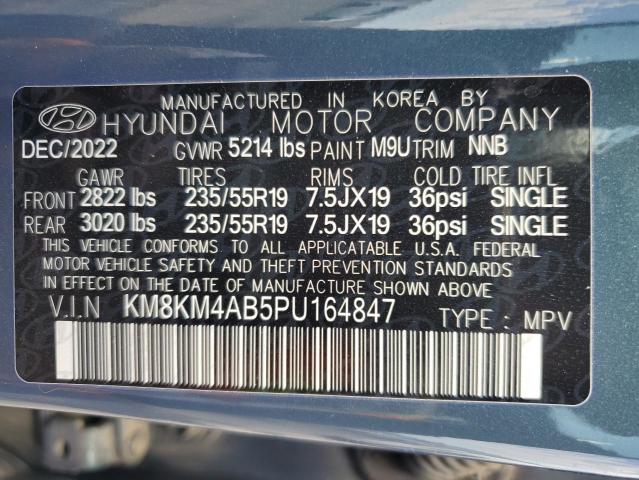 MANUFACTURED IN KOREA BY
HYUNDAI MOTOR COMPANY
DEC/2022 GVWR 5214 lbs PAINT M9U TRIM NNB
GAWR TIRES RIMS COLD TIRE INFL
FRONT 2822 lbs 235/55R19 7.5JX19 36psi SINGLE
REAR 3020 lbs 235/55R19 7.5JX19 36psi SINGLE
THIS VEHICLE CONFORMS TO ALL APPLICABLE U.S.A. FEDERAL
MOTOR VEHICLE SAFETY AND THEFT PREVENTION STANDARDS
IN EFFECT ON THE DATE OF MANUFACTURE SHOWN ABOVE.
V.I.N KM8KM4AB5PU164847 TYPE : MPV